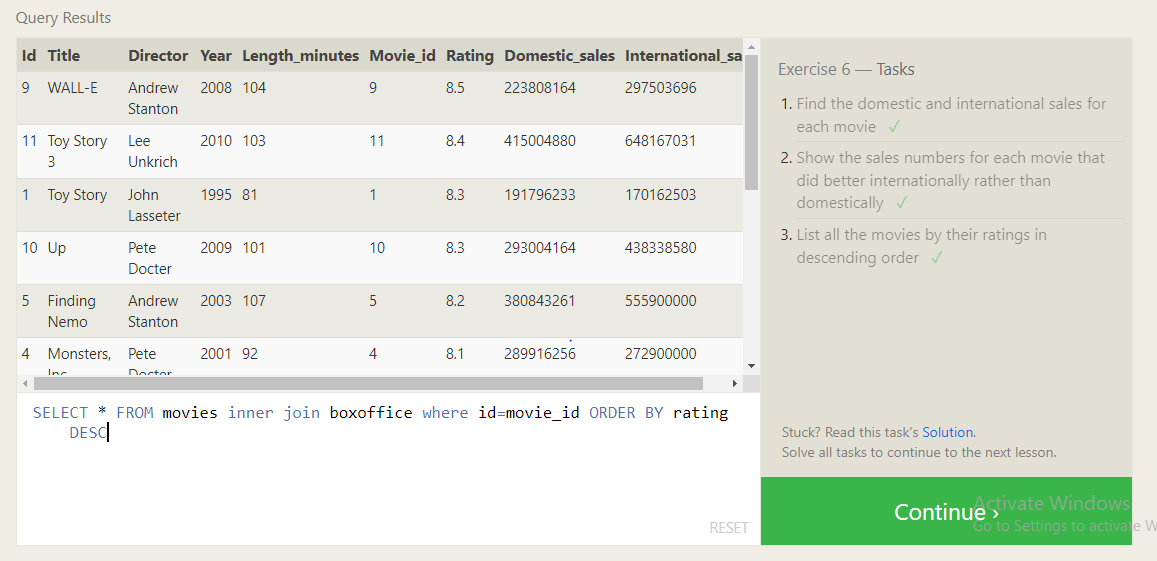 Query Results
Id Title Director Year Length_minutes Movie_id Rating Domestic_sales International_sa
9 WALL-E Andrew Stanton 2008 104 9 8.5 223808164 297503696
11 Toy Story 3 Lee Unkrich 2010 103 11 8.4 415004880 648167031
1 Toy Story John Lasseter 1995 81 1 8.3 191796233 170162503
10 Up Pete Docter 2009 101 10 8.3 293004164 438338580
5 Finding Nemo Andrew Stanton 2003 107 5 8.2 380843261 555900000
4 Monsters, Inc Pete Docter 2001 92 4 8.1 289916256 272900000
SELECT * FROM movies inner join boxoffice where id=movie_id ORDER BY rating
DESC
RESET
Exercise 6 — Tasks
1. Find the domestic and international sales for
each movie ✓
2. Show the sales numbers for each movie that
did better internationally rather than
domestically ✓
3. List all the movies by their ratings in
descending order ✓
Stuck? Read this task's Solution.
Solve all tasks to continue to the next lesson.
Continue ›
Activate Windows
Go to Settings to activate W